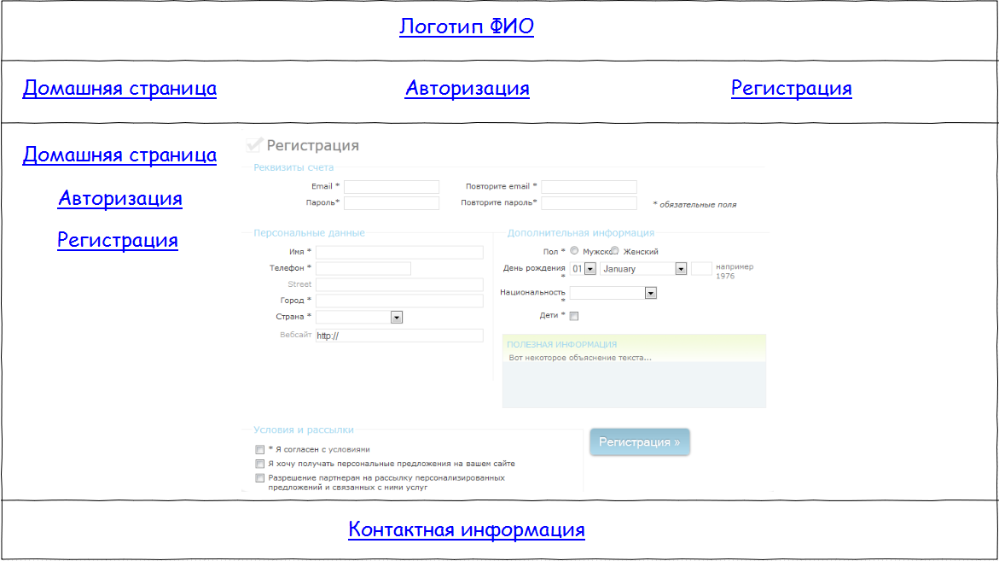 Логотип ФИО
Домашняя страница Авторизация Регистрация
Домашняя страница
Авторизация
Регистрация
Регистрация
Реквизиты счета
Email * Повторите email *
Пароль* Повторите пароль* * обязательные поля
Персональные данные
Имя *
Телефон *
Street
Город *
Страна *
Вебсайт http://
Дополнительная информация
Пол * Мужской Женский
День рождения * 01 January например 1976
Национальность *
Дети *
ПОЛЕЗНАЯ ИНФОРМАЦИЯ
Вот некоторое объяснение текста...
Условия и рассылки
* Я согласен с условиями
Я хочу получать персональные предложения на вашем сайте
Разрешение партнерам на рассылку персонализированных
предложений и связанных с ними услуг
Регистрация »
Контактная информация